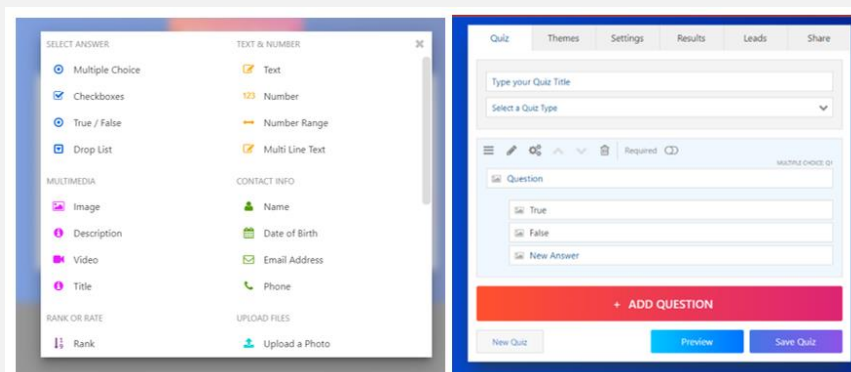 SELECT ANSWER
Multiple Choice
Checkboxes
True / False
Drop List
MULTIMEDIA
Image
Description
Video
Title
RANK OR RATE
Rank
TEXT & NUMBER
Text
123 Number
Number Range
Multi Line Text
CONTACT INFO
Name
Date of Birth
Email Address
Phone
UPLOAD FILES
Upload a Photo
Quiz Themes Settings Results Leads Share
Type your Quiz Title
Select a Quiz Type
Required
MULTIPLE CHOICE Q1
Question
True
False
New Answer
+ ADD QUESTION
New Quiz Preview Save Quiz